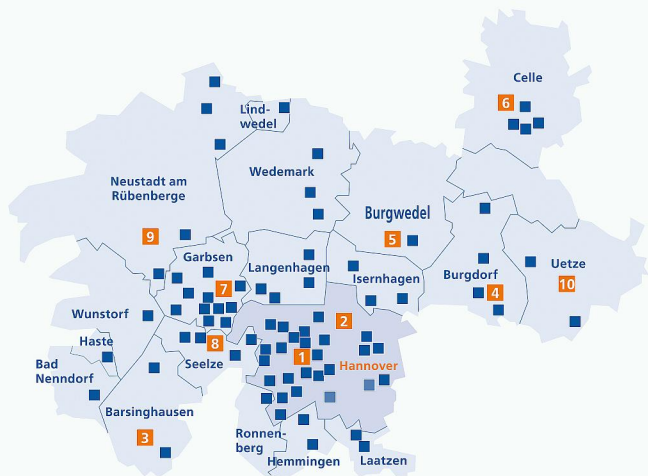 Celle
6
Lind-
wedel
Wedemark
Neustadt am
Rübenberge
Burgwedel
9
5
Garbsen
Langenhagen
Isernhagen
Burgdorf
Uetze
7
4
10
Wunstorf
2
Haste
8
Seelze
1
Hannover
Bad
Nenndorf
Barsinghausen
3
Ronnen-
berg
Hemmingen
Laatzen